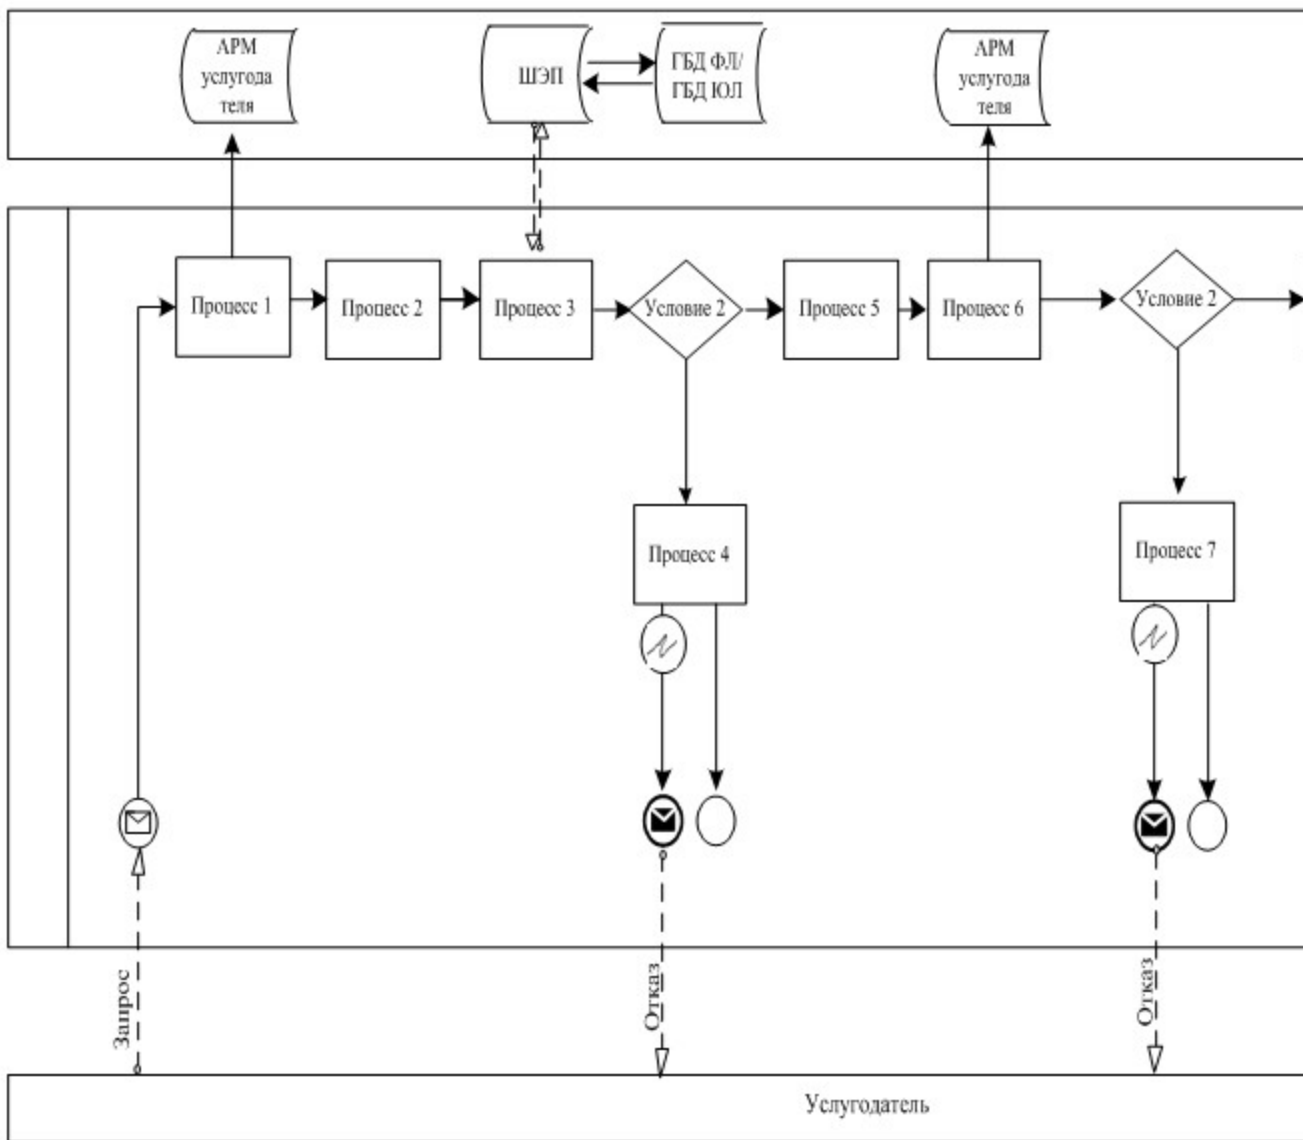 АРМ
услугода
теля
ШЭП
ГБД ФЛ/
ГБД ЮЛ
АРМ
услугода
теля
Процесс 1
Процесс 2
Процесс 3
Условие 2
Процесс 5
Процесс 6
Условие 2
Процесс 4
Процесс 7
Запрос
Отказ
Отказ
Услугодатель